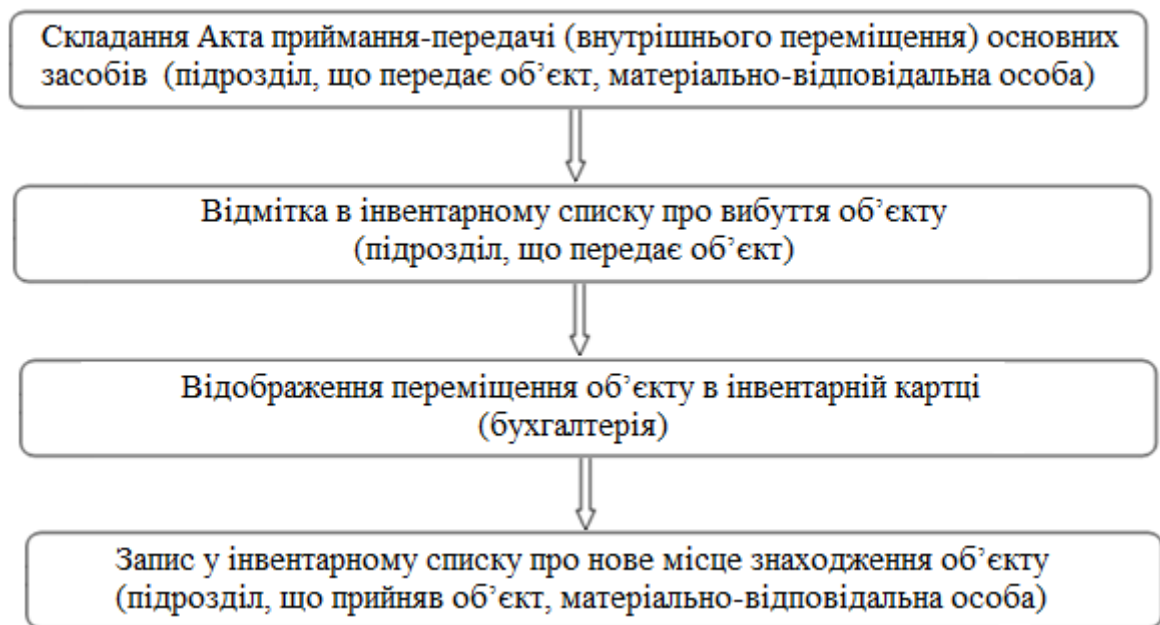 Складання Акта приймання-передачі (внутрішнього переміщення) основних
засобів (підрозділ, що передає об’єкт, матеріально-відповідальна особа)
Відмітка в інвентарному списку про вибуття об’єкту
(підрозділ, що передає об’єкт)
Відображення переміщення об’єкту в інвентарній картці
(бухгалтерія)
Запис у інвентарному списку про нове місце знаходження об’єкту
(підрозділ, що прийняв об’єкт, матеріально-відповідальна особа)